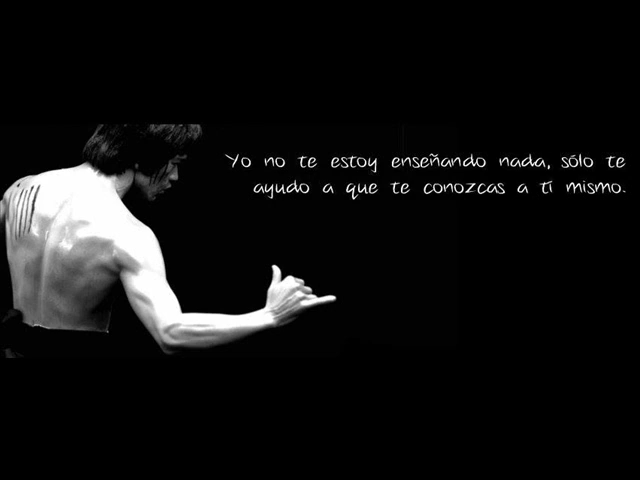 Yo no te estoy enseñando nada, sólo te
ayudo a que te conozcas a tí mismo.